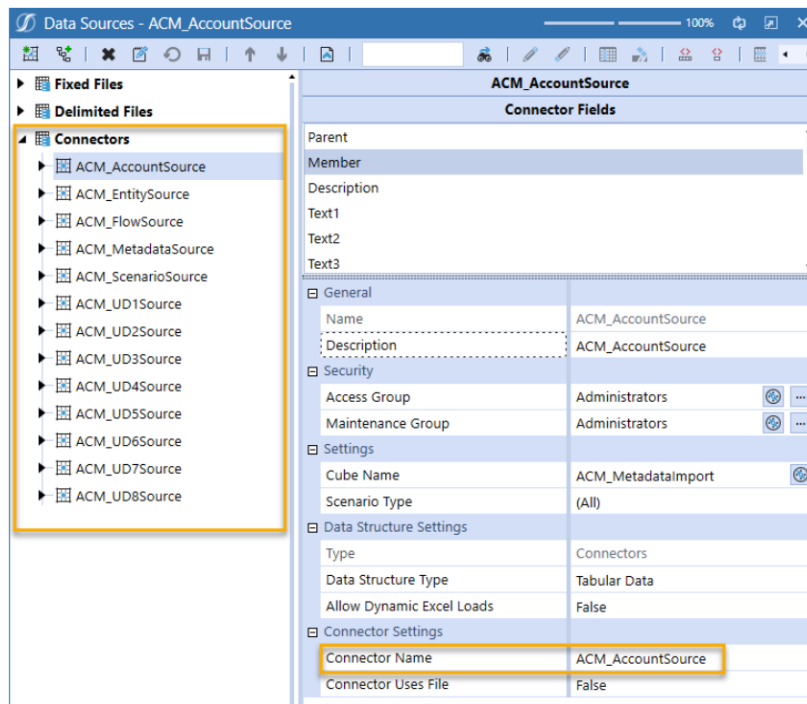 Data Sources - ACM_AccountSource
100%
Fixed Files
Delimited Files
Connectors
ACM_AccountSource
ACM_EntitySource
ACM_FlowSource
ACM_MetadataSource
ACM_ScenarioSource
ACM_UD1Source
ACM_UD2Source
ACM_UD3Source
ACM_UD4Source
ACM_UD5Source
ACM_UD6Source
ACM_UD7Source
ACM_UD8Source
ACM_AccountSource
Connector Fields
Parent
Member
Description
Text1
Text2
Text3
General
Name ACM_AccountSource
Description ACM_AccountSource
Security
Access Group Administrators
Maintenance Group Administrators
Settings
Cube Name ACM_MetadataImport
Scenario Type (All)
Data Structure Settings
Type Connectors
Data Structure Type Tabular Data
Allow Dynamic Excel Loads False
Connector Settings
Connector Name ACM_AccountSource
Connector Uses File False